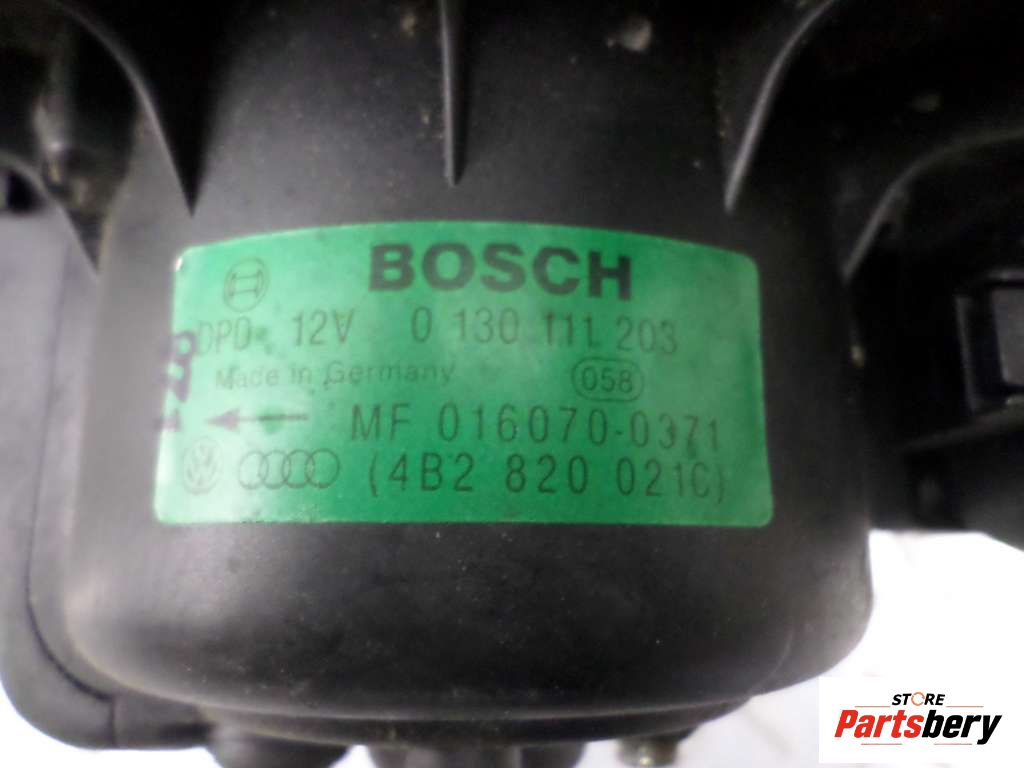 BOSCH
DPD 12V 0 130 111 203
Made in Germany 058
MF 016070-0371
(4B2 820 021C)
STORE
Partsbery